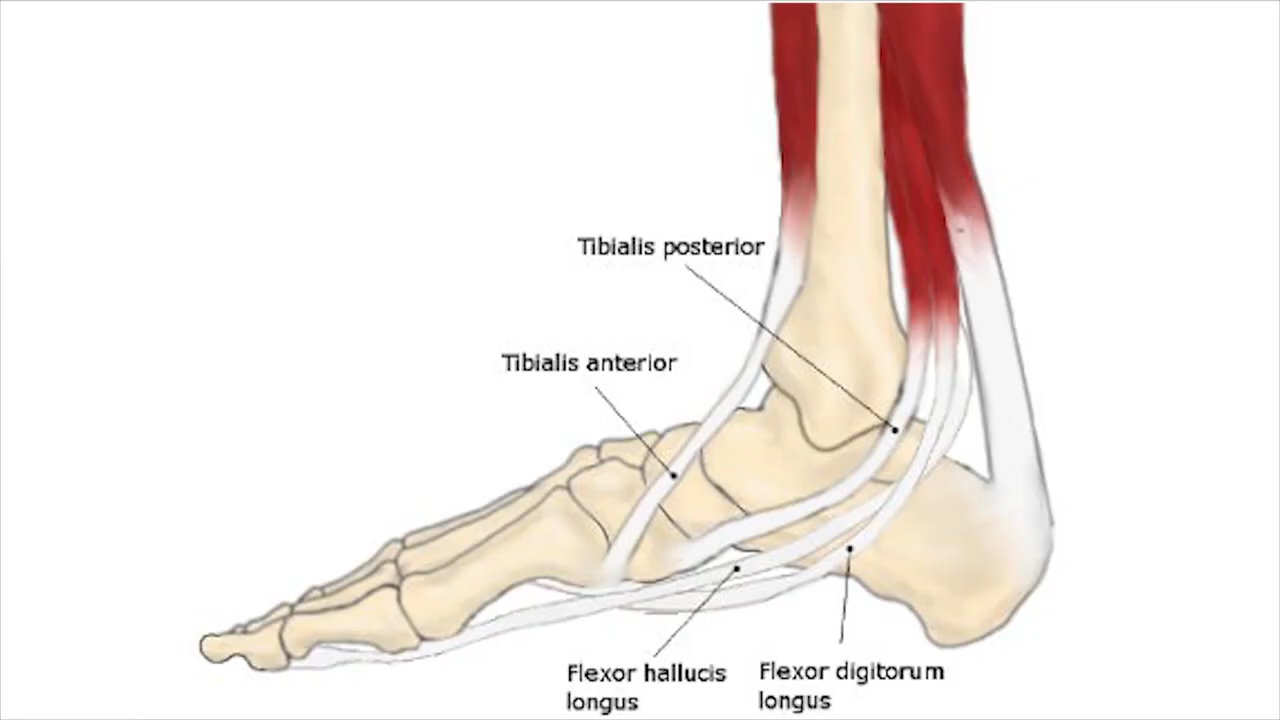 Tibialis posterior
Tibialis anterior
Flexor hallucis
longus
Flexor digitorum
longus